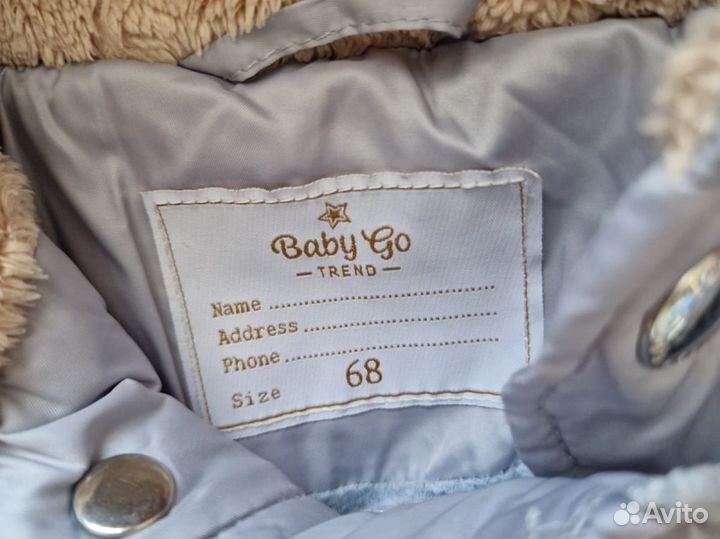 Baby Go
— TREND —
Name ..........................................
Address ......................................
Phone ..........................................
Size 68
Avito